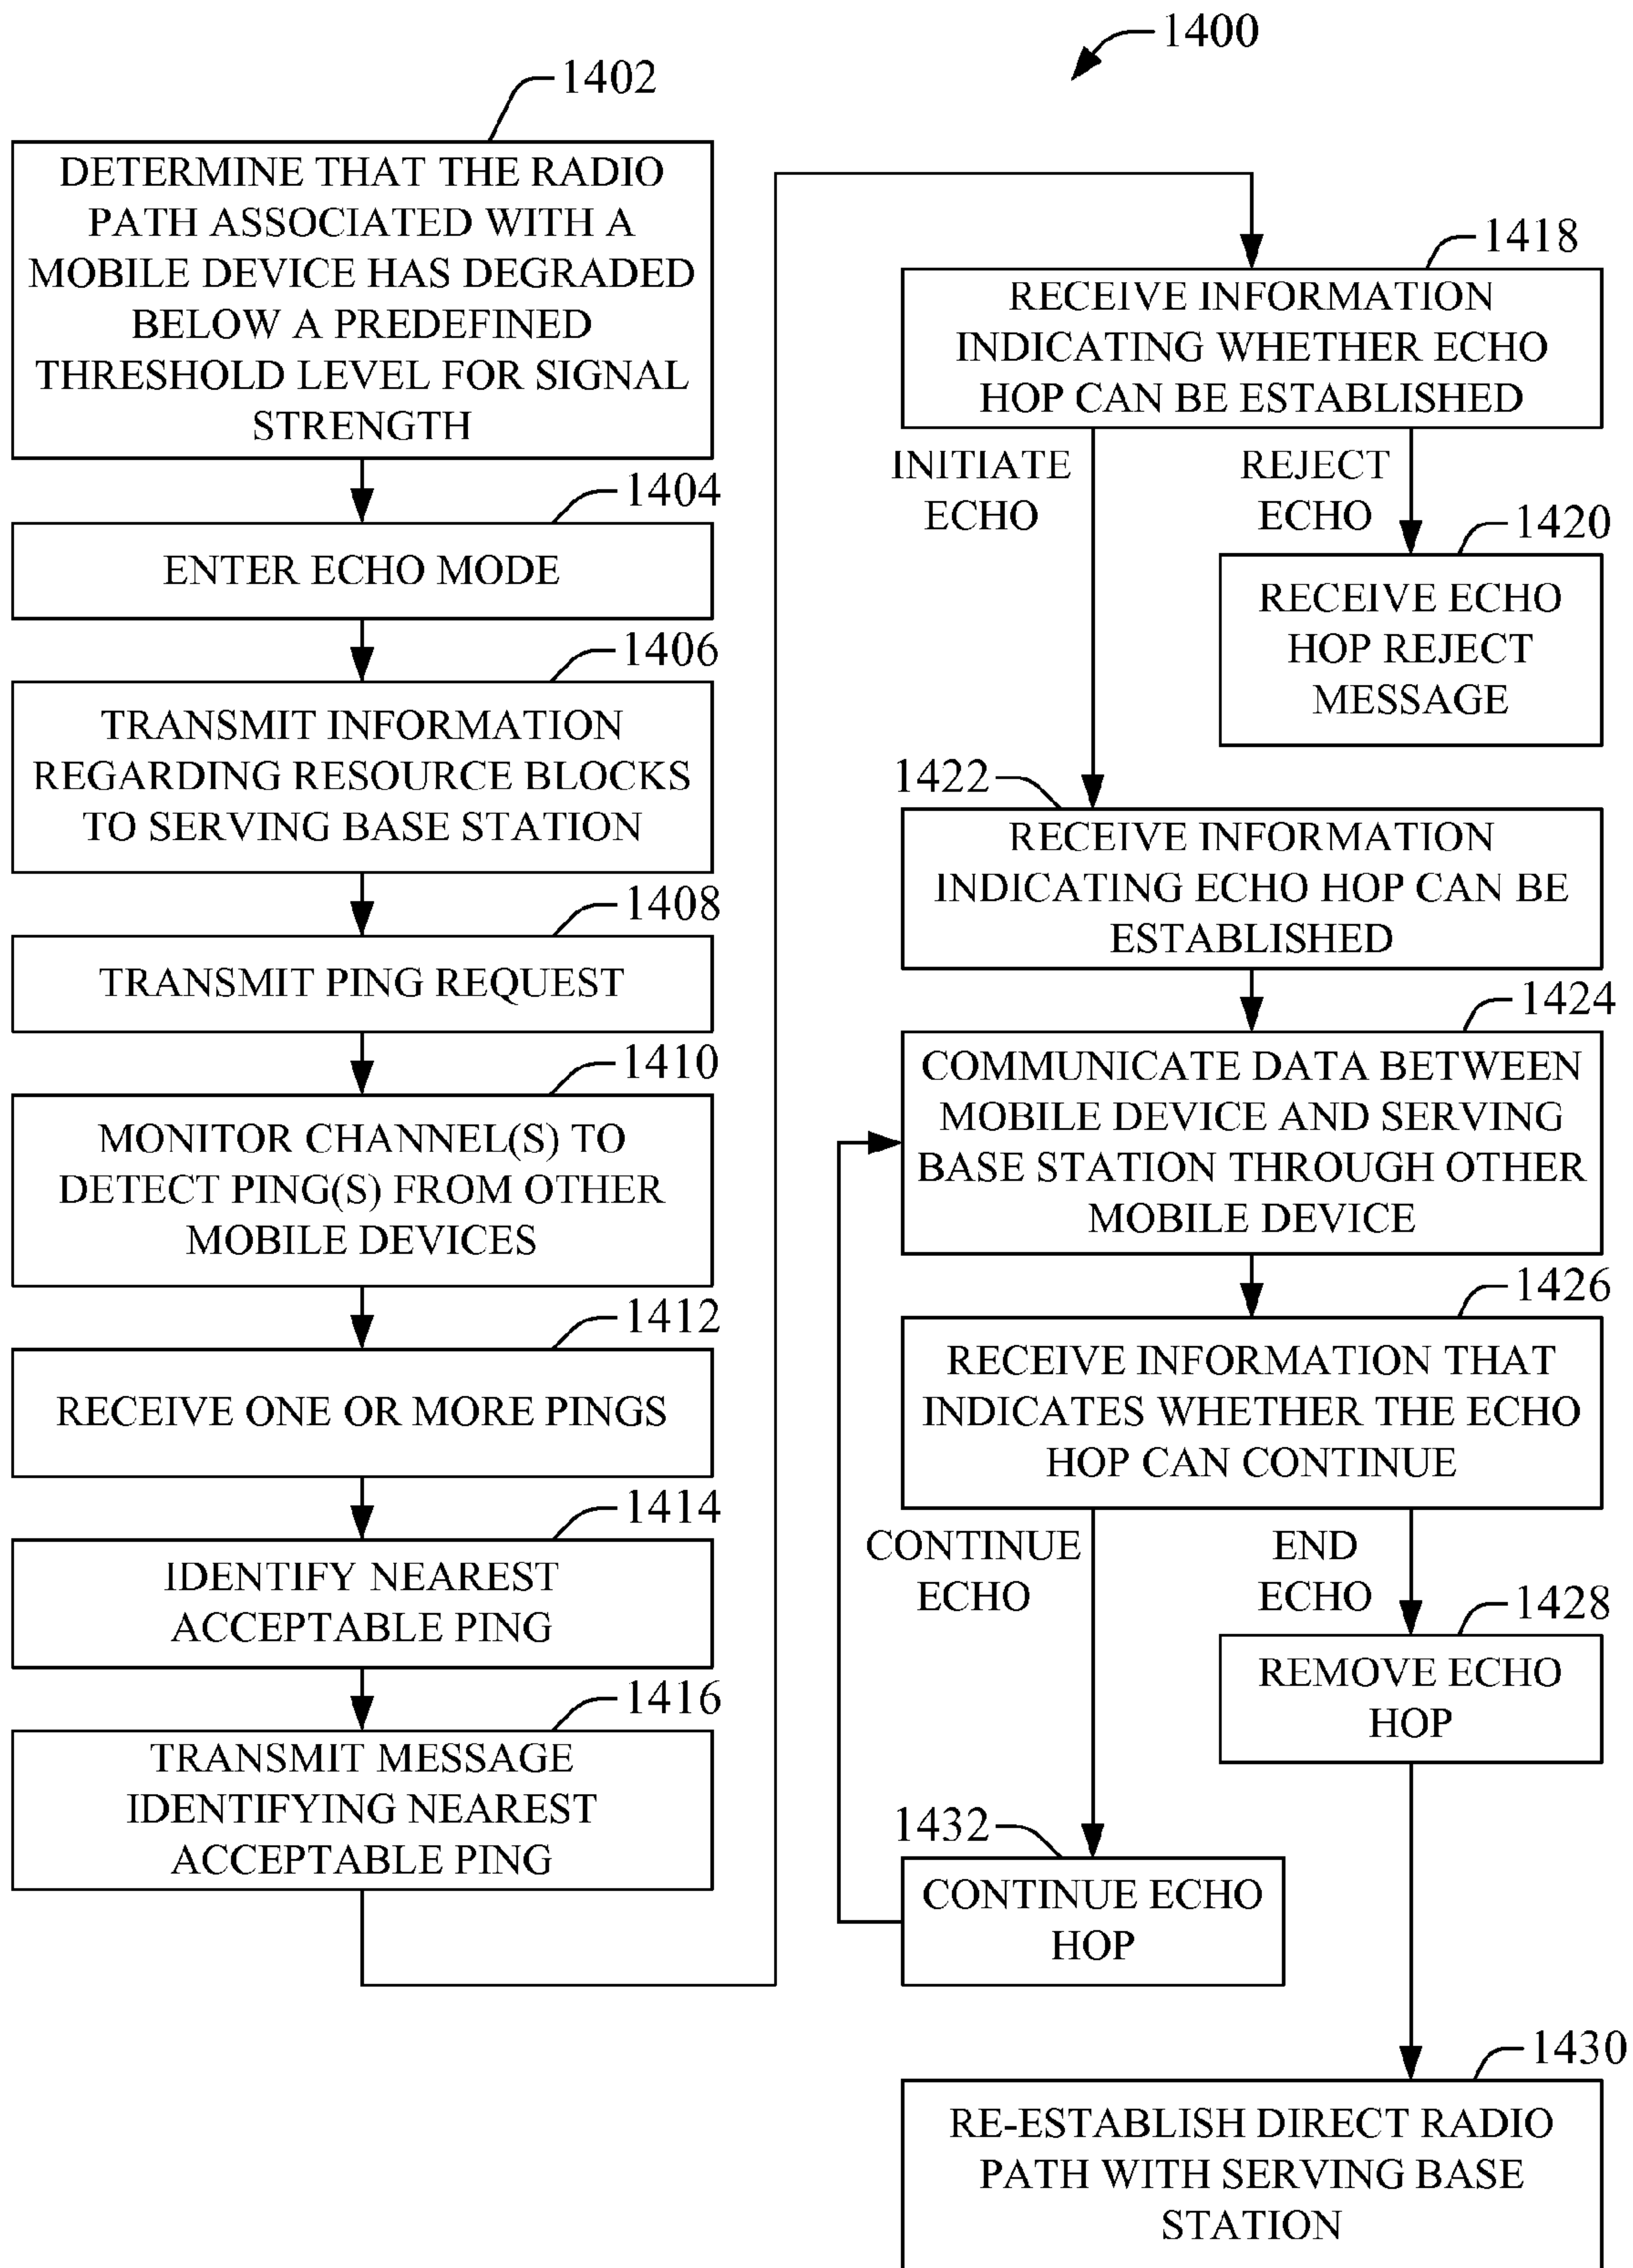 1400
1402
DETERMINE THAT THE RADIO
PATH ASSOCIATED WITH A
MOBILE DEVICE HAS DEGRADED
BELOW A PREDEFINED
THRESHOLD LEVEL FOR SIGNAL
STRENGTH
1404
ENTER ECHO MODE
1406
TRANSMIT INFORMATION
REGARDING RESOURCE BLOCKS
TO SERVING BASE STATION
1408
TRANSMIT PING REQUEST
1410
MONITOR CHANNEL(S) TO
DETECT PING(S) FROM OTHER
MOBILE DEVICES
1412
RECEIVE ONE OR MORE PINGS
1414
IDENTIFY NEAREST
ACCEPTABLE PING
1416
TRANSMIT MESSAGE
IDENTIFYING NEAREST
ACCEPTABLE PING
1418
RECEIVE INFORMATION
INDICATING WHETHER ECHO
HOP CAN BE ESTABLISHED
INITIATE
ECHO
REJECT
ECHO
1420
RECEIVE ECHO
HOP REJECT
MESSAGE
1422
RECEIVE INFORMATION
INDICATING ECHO HOP CAN BE
ESTABLISHED
1424
COMMUNICATE DATA BETWEEN
MOBILE DEVICE AND SERVING
BASE STATION THROUGH OTHER
MOBILE DEVICE
1426
RECEIVE INFORMATION THAT
INDICATES WHETHER THE ECHO
HOP CAN CONTINUE
CONTINUE
ECHO
END
ECHO
1428
REMOVE ECHO
HOP
1432
CONTINUE ECHO
HOP
1430
RE-ESTABLISH DIRECT RADIO
PATH WITH SERVING BASE
STATION